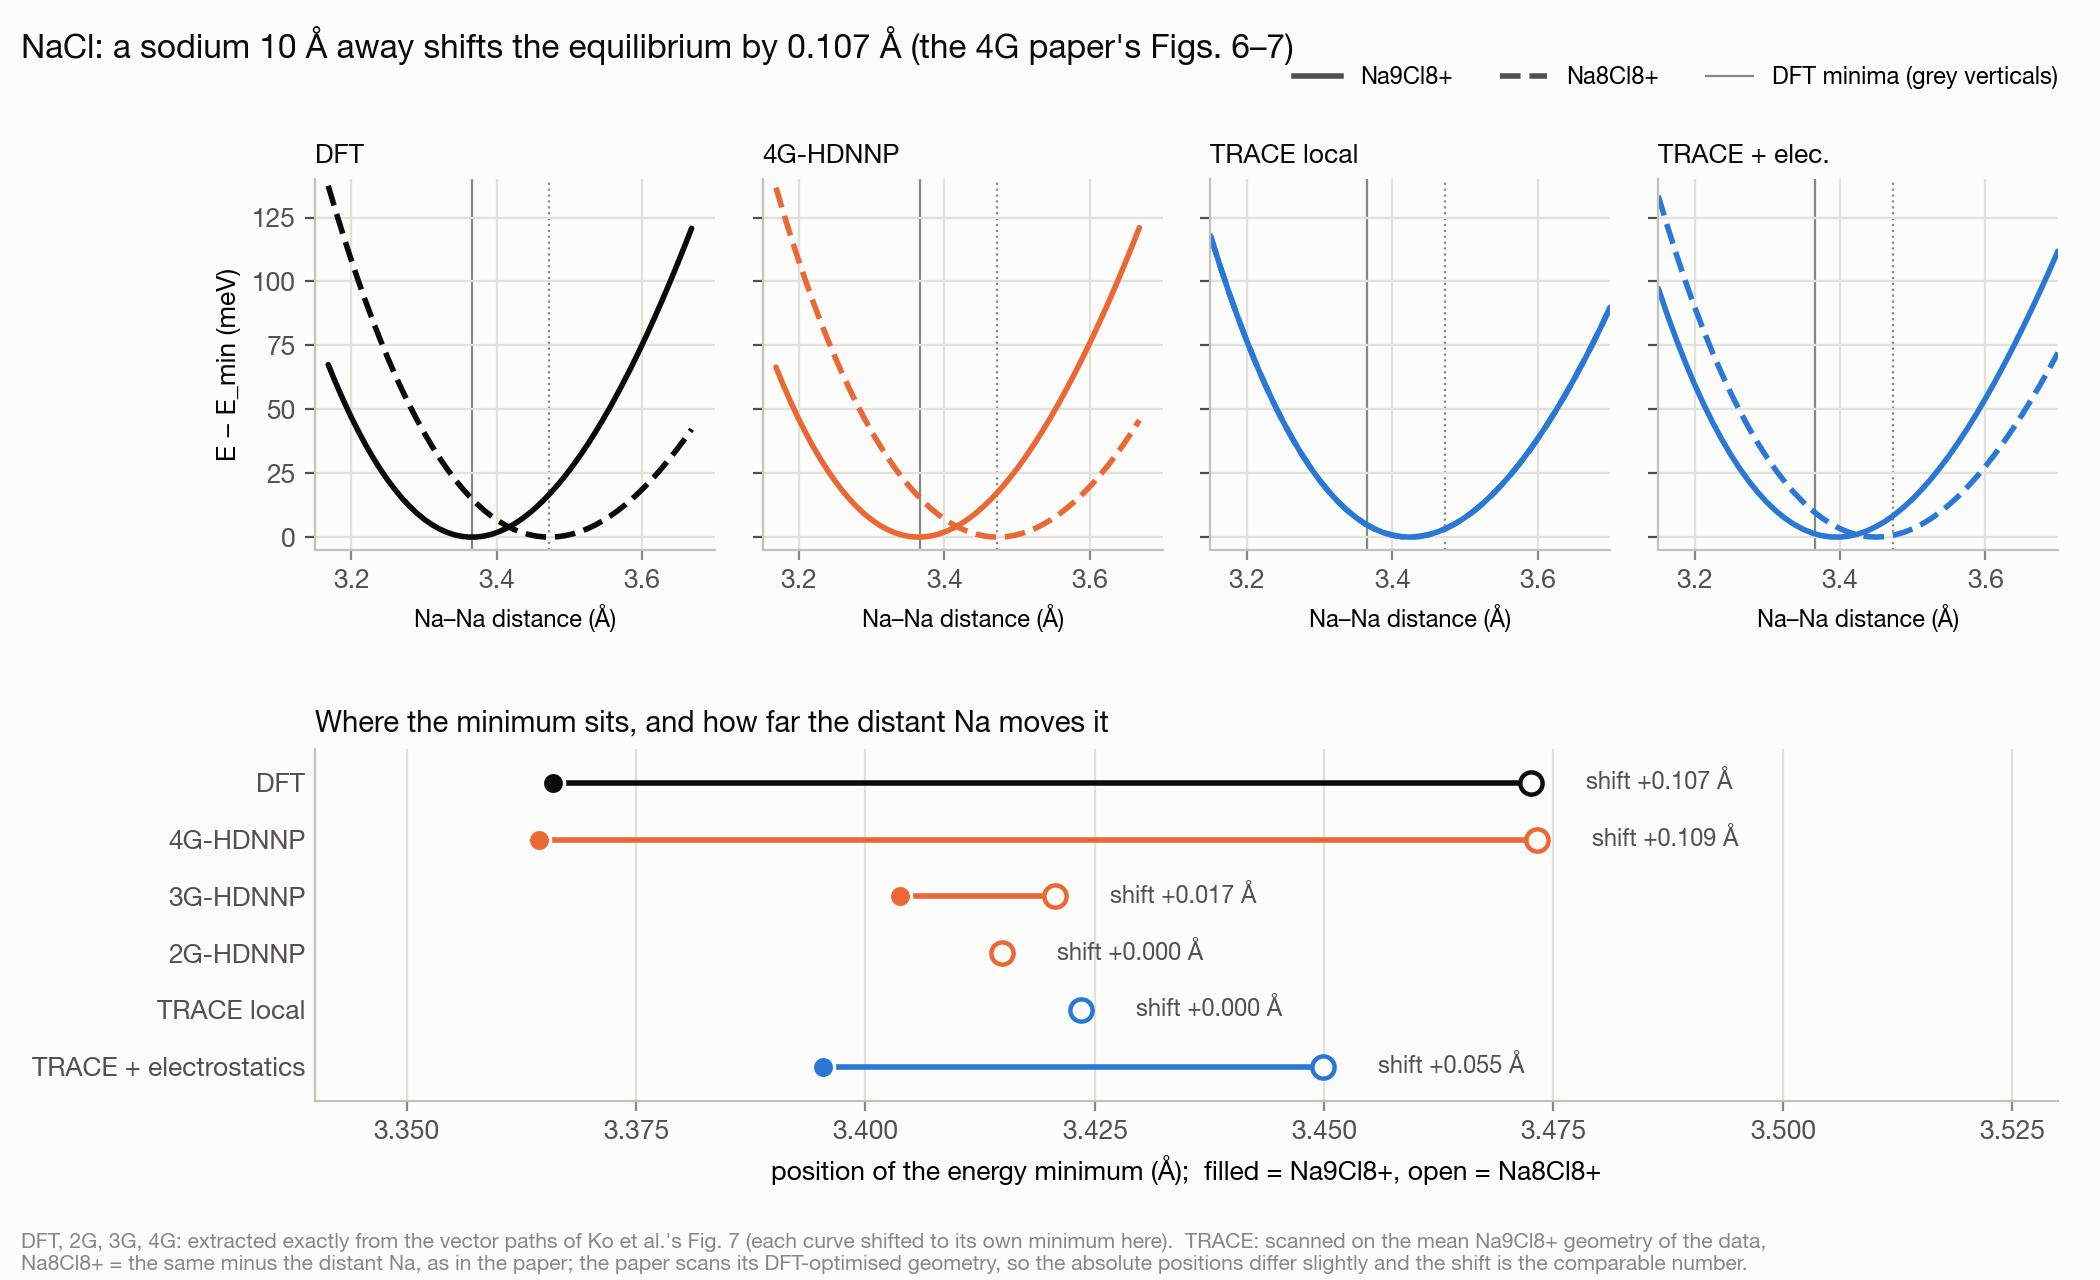 NaCl: a sodium 10 Å away shifts the equilibrium by 0.107 Å (the 4G paper's Figs. 6–7)
Na9Cl8+
Na8Cl8+
DFT minima (grey verticals)
DFT
4G-HDNNP
TRACE local
TRACE + elec.
E − E_min (meV)
125
100
75
50
25
0
3.2 3.4 3.6
3.2 3.4 3.6
3.2 3.4 3.6
3.2 3.4 3.6
Na–Na distance (Å)
Na–Na distance (Å)
Na–Na distance (Å)
Na–Na distance (Å)
Where the minimum sits, and how far the distant Na moves it
DFT
shift +0.107 Å
4G-HDNNP
shift +0.109 Å
3G-HDNNP
shift +0.017 Å
2G-HDNNP
shift +0.000 Å
TRACE local
shift +0.000 Å
TRACE + electrostatics
shift +0.055 Å
3.350 3.375 3.400 3.425 3.450 3.475 3.500 3.525
position of the energy minimum (Å);  filled = Na9Cl8+, open = Na8Cl8+
DFT, 2G, 3G, 4G: extracted exactly from the vector paths of Ko et al.'s Fig. 7 (each curve shifted to its own minimum here).  TRACE: scanned on the mean Na9Cl8+ geometry of the data,
Na8Cl8+ = the same minus the distant Na, as in the paper; the paper scans its DFT-optimised geometry, so the absolute positions differ slightly and the shift is the comparable number.